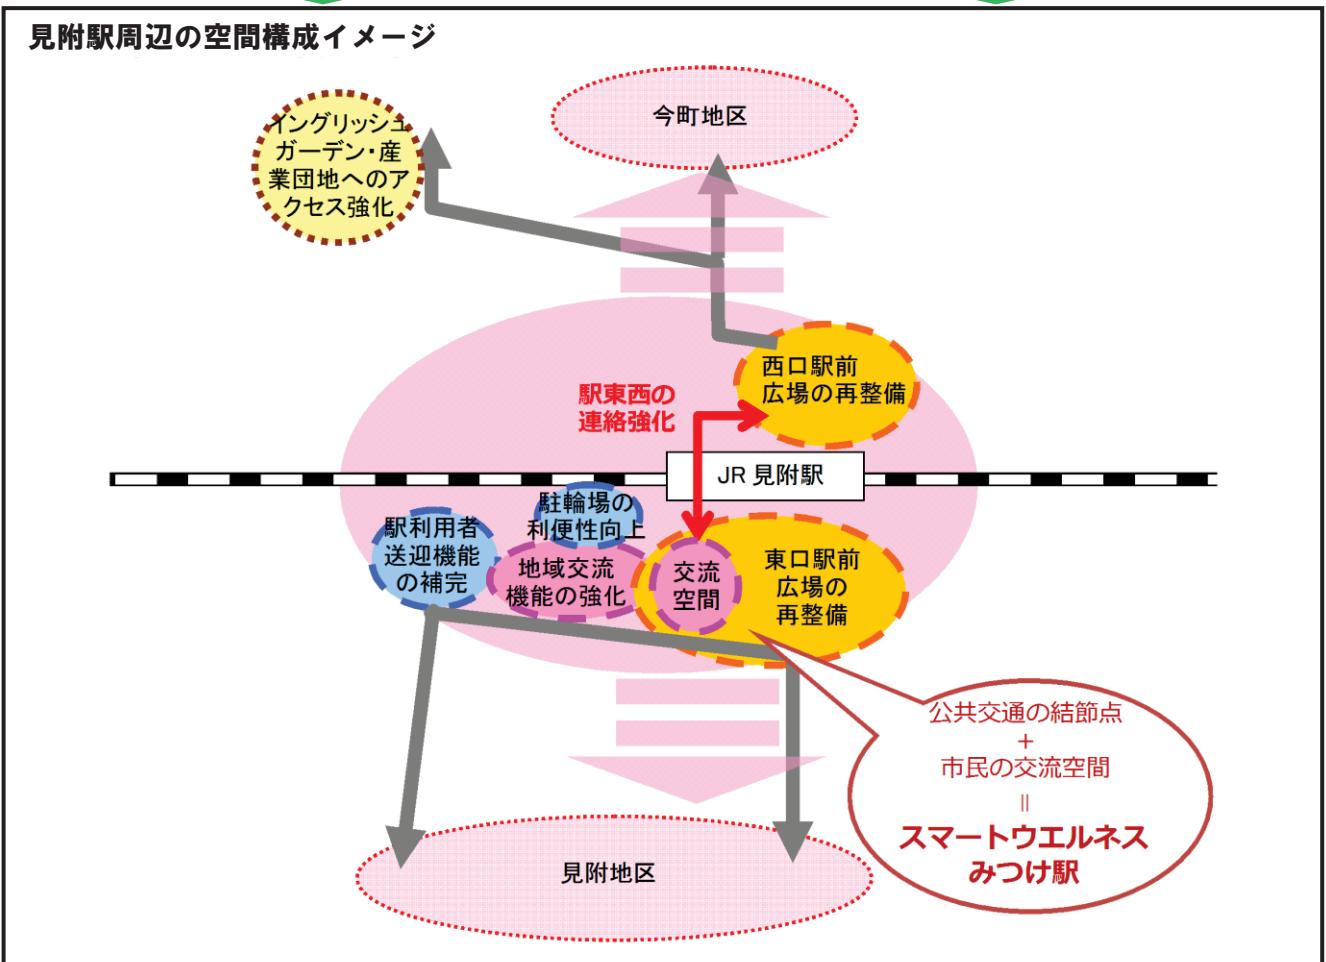 見附駅周辺の空間構成イメージ
今町地区
イングリッシュ
ガーデン・産
業団地へのア
クセス強化
西口駅前
広場の再整備
駅東西の
連絡強化
JR 見附駅
駐輪場の
利便性向上
駅利用者
送迎機能
の補完
地域交流
機能の強化
交流
空間
東口駅前
広場の
再整備
公共交通の結節点
+
市民の交流空間
＝
スマートウエルネス
みつけ駅
見附地区